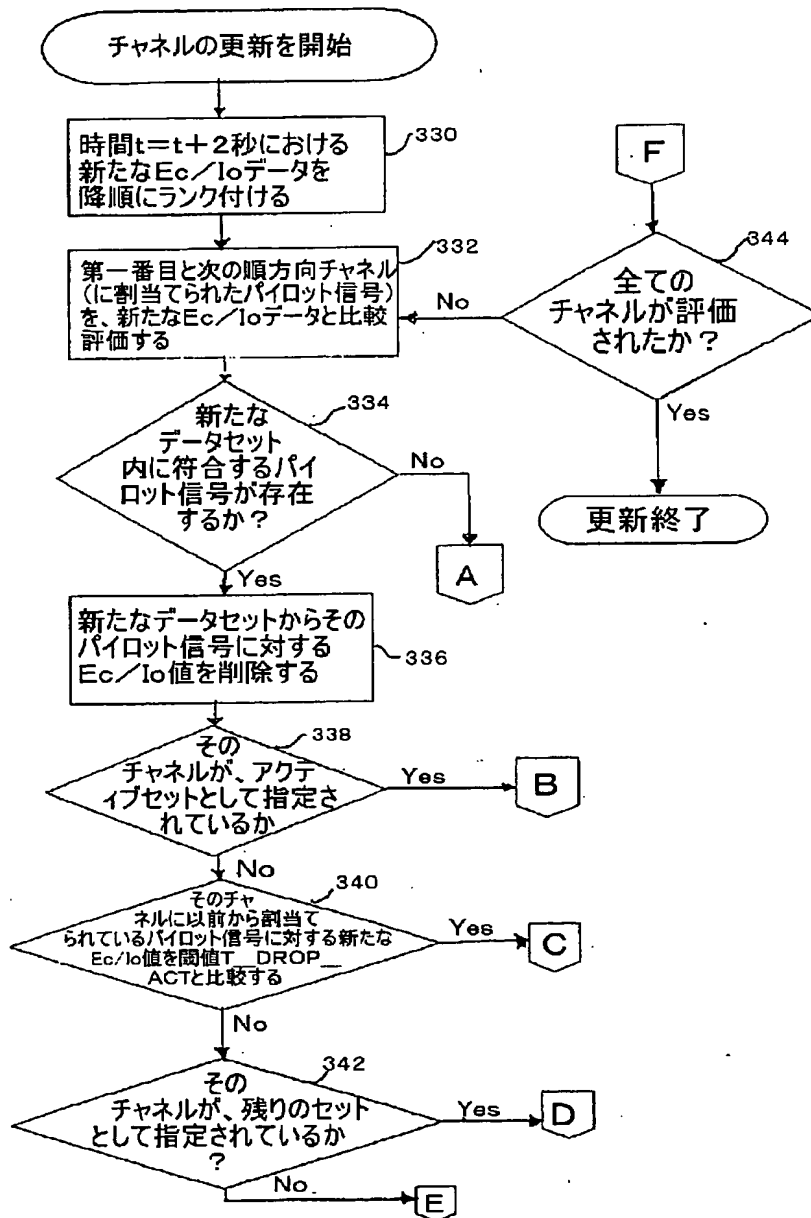 チャネルの更新を開始
330
時間t=t+2秒における
新たなEc/Ioデータを
降順にランク付ける
332
第一番目と次の順方向チャネル
(に割当てられたパイロット信号)
を、新たなEc/Ioデータと比較
評価する
334
新たな
データセット
内に符合するパイ
ロット信号が存在
するか?
No
A
Yes
新たなデータセットからその
パイロット信号に対する
Ec/Io値を削除する
336
338
その
チャネルが、アクテ
ィブセットとして指定さ
れているか
Yes
B
No
340
そのチャ
ネルに以前から割当て
られているパイロット信号に対する新たな
Ec/Io値を閾値T__DROP__
ACTと比較する
Yes
C
No
342
その
チャネルが、残りのセット
として指定されているか
?
Yes
D
No
E
F
344
全ての
チャネルが評価
されたか?
No
Yes
更新終了